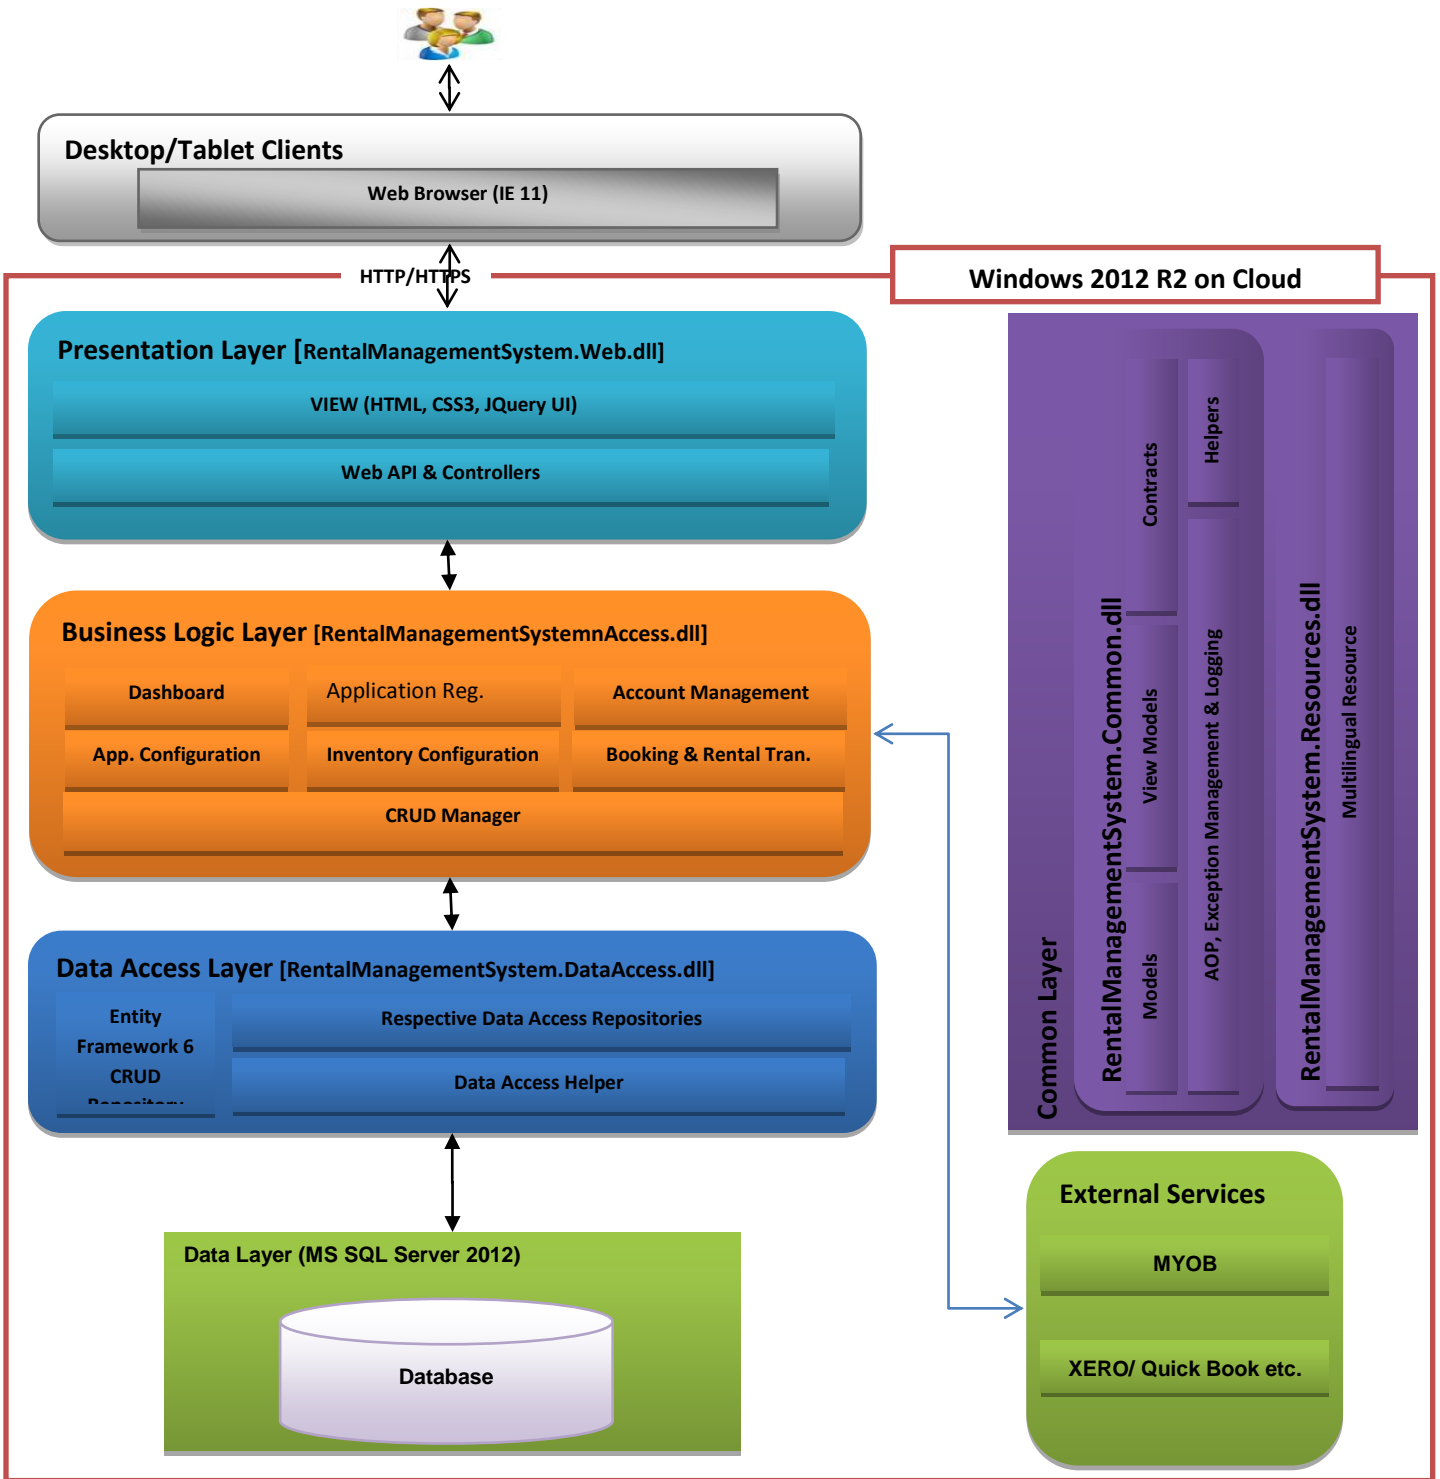 Desktop/Tablet Clients
Web Browser (IE 11)
HTTP/HTTPS
Windows 2012 R2 on Cloud
Presentation Layer [RentalManagementSystem.Web.dll]
VIEW (HTML, CSS3, JQuery UI)
Web API & Controllers
Business Logic Layer [RentalManagementSystemnAccess.dll]
Dashboard
Application Reg.
Account Management
App. Configuration
Inventory Configuration
Booking & Rental Tran.
CRUD Manager
Data Access Layer [RentalManagementSystem.DataAccess.dll]
Entity
Framework 6
CRUD
Repository
Respective Data Access Repositories
Data Access Helper
Data Layer (MS SQL Server 2012)
Database
Common Layer
RentalManagementSystem.Common.dll
Contracts
View Models
Models
Helpers
AOP, Exception Management & Logging
RentalManagementSystem.Resources.dll
Multilingual Resource
External Services
MYOB
XERO/ Quick Book etc.